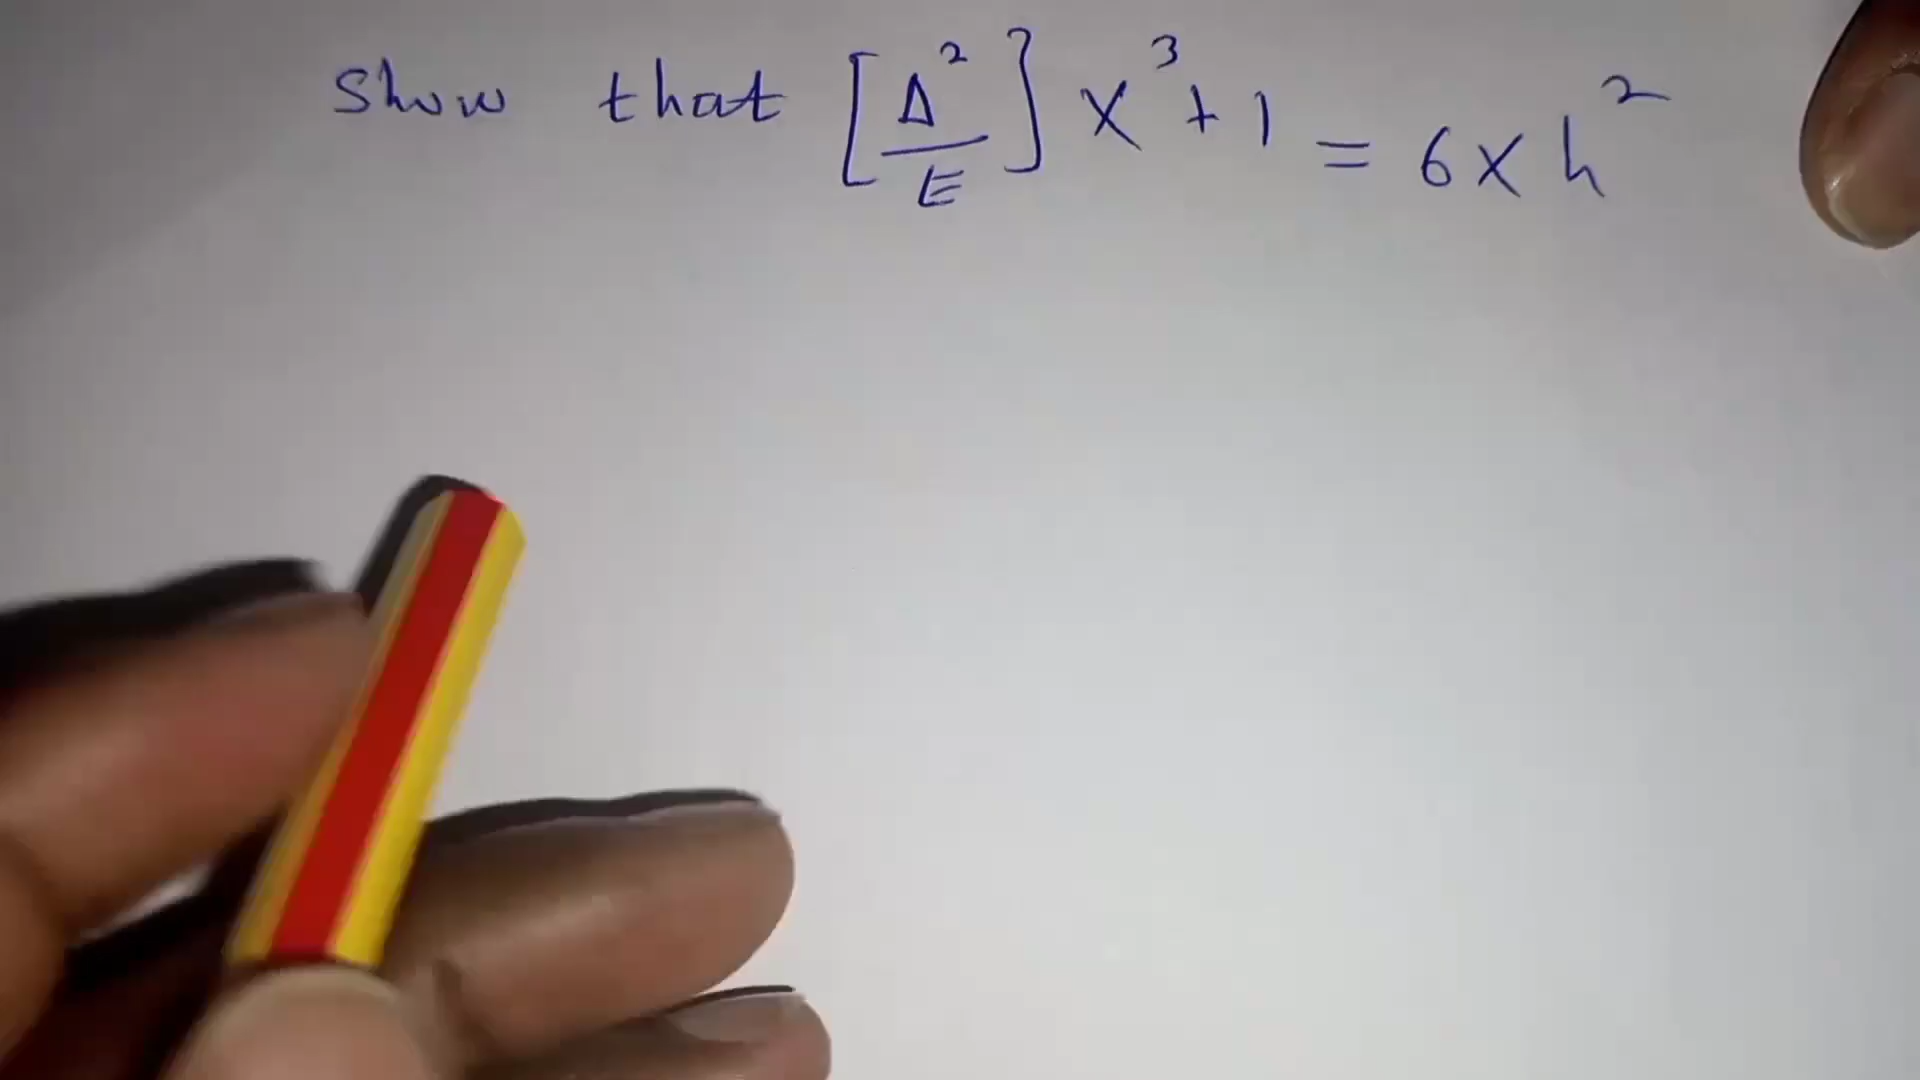 Show that [Δ²/E] x³ + 1 = 6xh²